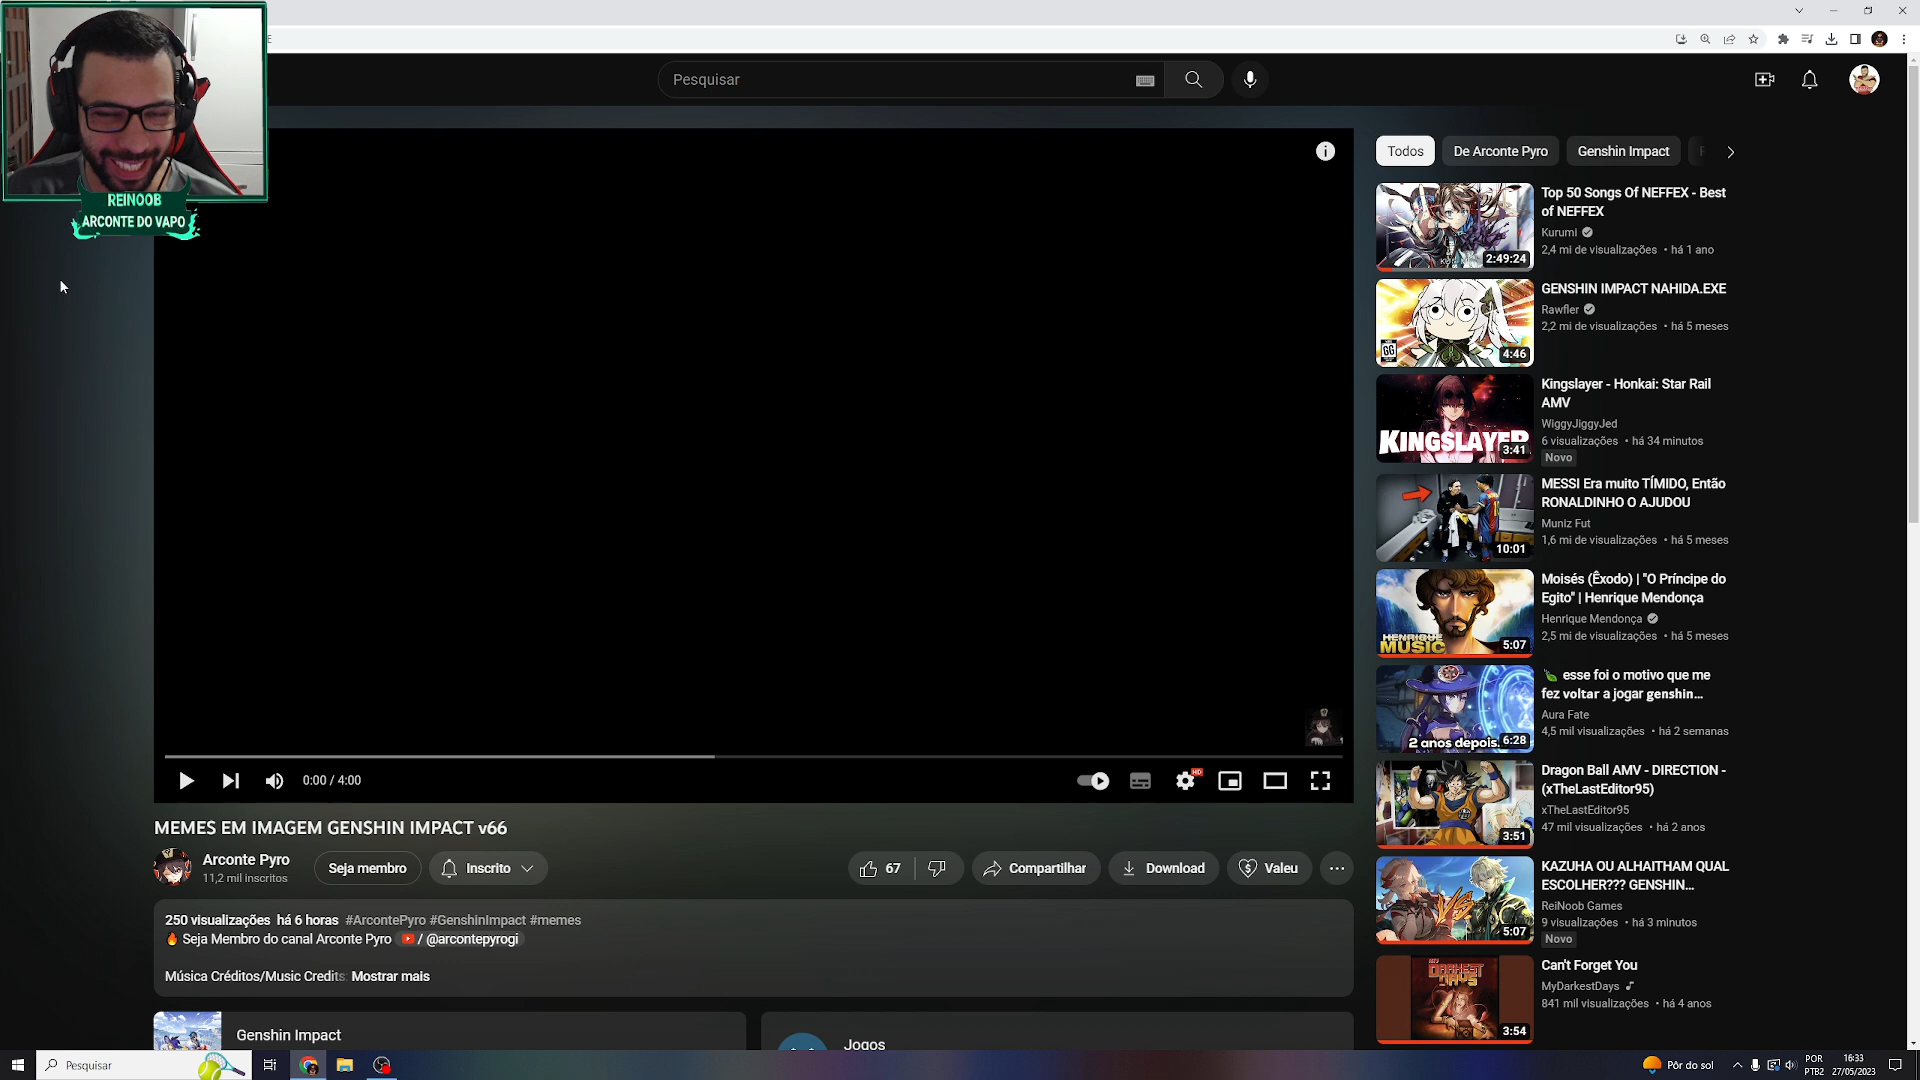 E
Pesquisar
REINOOB
ARCONTE DO VAPO
0:00 / 4:00
HD
MEMES EM IMAGEM GENSHIN IMPACT v66
Arconte Pyro
11,2 mil inscritos
Seja membro
Inscrito
67
Compartilhar
Download
Valeu
250 visualizações há 6 horas #ArcontePyro #GenshinImpact #memes
🔥 Seja Membro do canal Arconte Pyro / @arcontepyrogi
Música Créditos/Music Credits: Mostrar mais
Genshin Impact
Jogos
Todos
De Arconte Pyro
Genshin Impact
Top 50 Songs Of NEFFEX - Best
of NEFFEX
Kurumi
2,4 mi de visualizações • há 1 ano
2:49:24
GENSHIN IMPACT NAHIDA.EXE
Rawfler
2,2 mi de visualizações • há 5 meses
GG
4:46
Kingslayer - Honkai: Star Rail
AMV
WiggyJiggyJed
6 visualizações • há 34 minutos
Novo
KINGSLAYER
3:41
MESSI Era muito TÍMIDO, Então
RONALDINHO O AJUDOU
Muniz Fut
1,6 mi de visualizações • há 5 meses
10:01
Moisés (Êxodo) | "O Príncipe do
Egito" | Henrique Mendonça
Henrique Mendonça
2,5 mi de visualizações • há 5 meses
HENRIQUE
MUSIC
5:07
esse foi o motivo que me
fez voltar a jogar genshin...
Aura Fate
4,5 mil visualizações • há 2 semanas
2 anos depois.
6:28
Dragon Ball AMV - DIRECTION -
(xTheLastEditor95)
xTheLastEditor95
47 mil visualizações • há 2 anos
3:51
KAZUHA OU ALHAITHAM QUAL
ESCOLHER??? GENSHIN...
ReiNoob Games
9 visualizações • há 3 minutos
Novo
VS
5:07
Can't Forget You
MyDarkestDays
841 mil visualizações • há 4 anos
DARKEST
DAYS
3:54
Pesquisar
Pôr do sol
POR
PTB2
16:33
27/05/2023